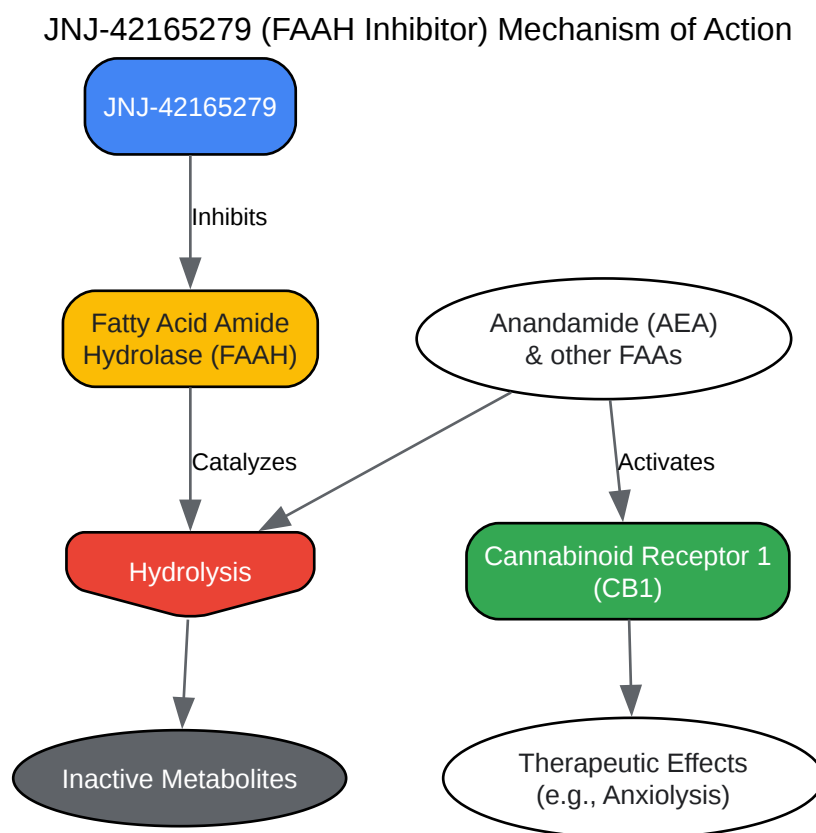 JNJ-42165279 (FAAH Inhibitor) Mechanism of Action
JNJ-42165279
Inhibits
Fatty Acid Amide
Hydrolase (FAAH)
Anandamide (AEA)
& other FAAs
Catalyzes
Activates
Hydrolysis
Cannabinoid Receptor 1
(CB1)
Inactive Metabolites
Therapeutic Effects
(e.g., Anxiolysis)